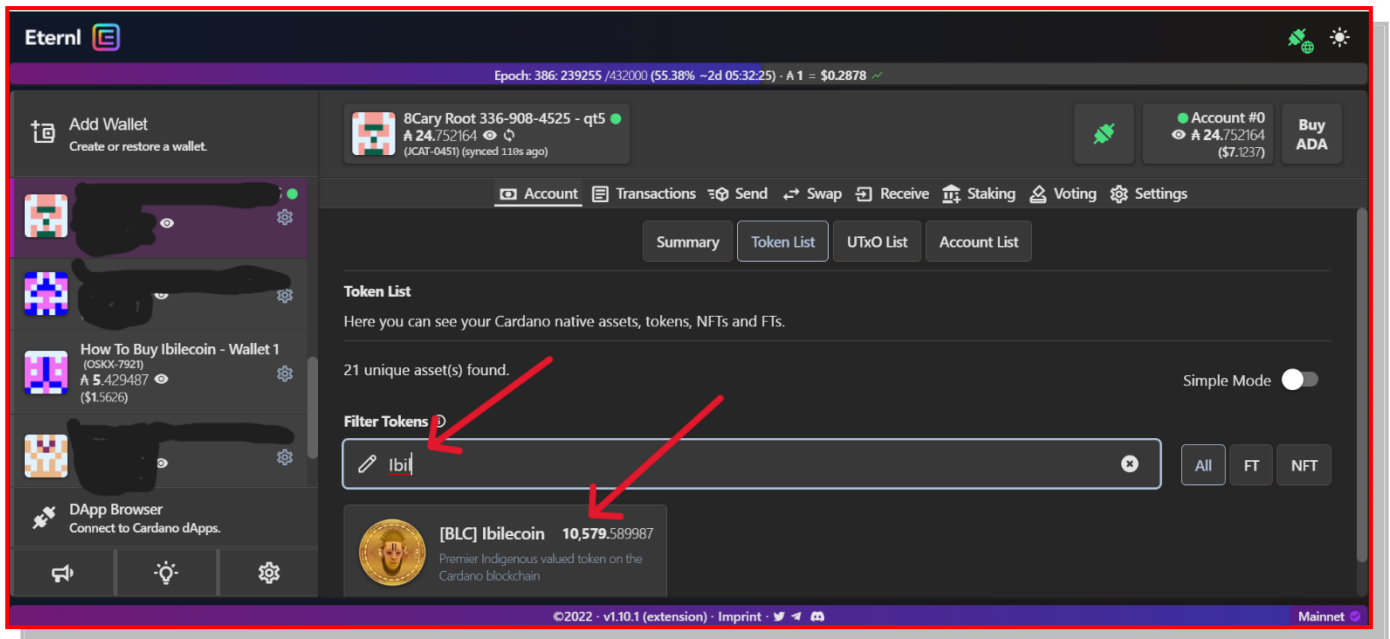 Eternl
Epoch: 386: 239255 /432000 (55.38% ~2d 05:32:25) · ₳ 1 = $0.2878
Add Wallet
Create or restore a wallet.
How To Buy Ibilecoin - Wallet 1
(OSKX-7921)
₳ 5.429487
($1.5626)
DApp Browser
Connect to Cardano dApps.
8Cary Root 336-908-4525 - qt5
₳ 24.752164
(JCAT-0451) (synced 110s ago)
Account #0
₳ 24.752164
($7.1237)
Buy
ADA
Account Transactions Send Swap Receive Staking Voting Settings
Summary Token List UTxO List Account List
Token List
Here you can see your Cardano native assets, tokens, NFTs and FTs.
21 unique asset(s) found.
Simple Mode
Filter Tokens
Ibil
All FT NFT
[BLC] Ibilecoin 10,579.589987
Premier Indigenous valued token on the
Cardano blockchain
©2022 · v1.10.1 (extension) · Imprint ·
Mainnet